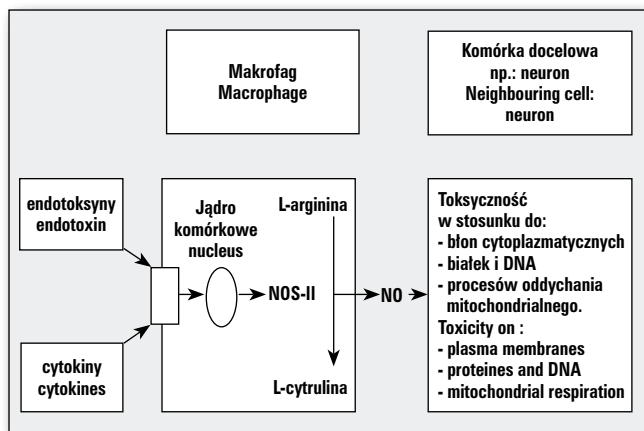 Makrofag
Macrophage
Komórka docelowa
np.: neuron
Neighbouring cell:
neuron
endotoksyny
endotoxin
cytokiny
cytokines
Jądro
komórkowe
nucleus
NOS-II
L-arginina
L-cytrulina
NO
Toksyczność
w stosunku do:
- błon cytoplazmatycznych
- białek i DNA
- procesów oddychania
mitochondrialnego.
Toxicity on :
- plasma membranes
- proteines and DNA
- mitochondrial respiration